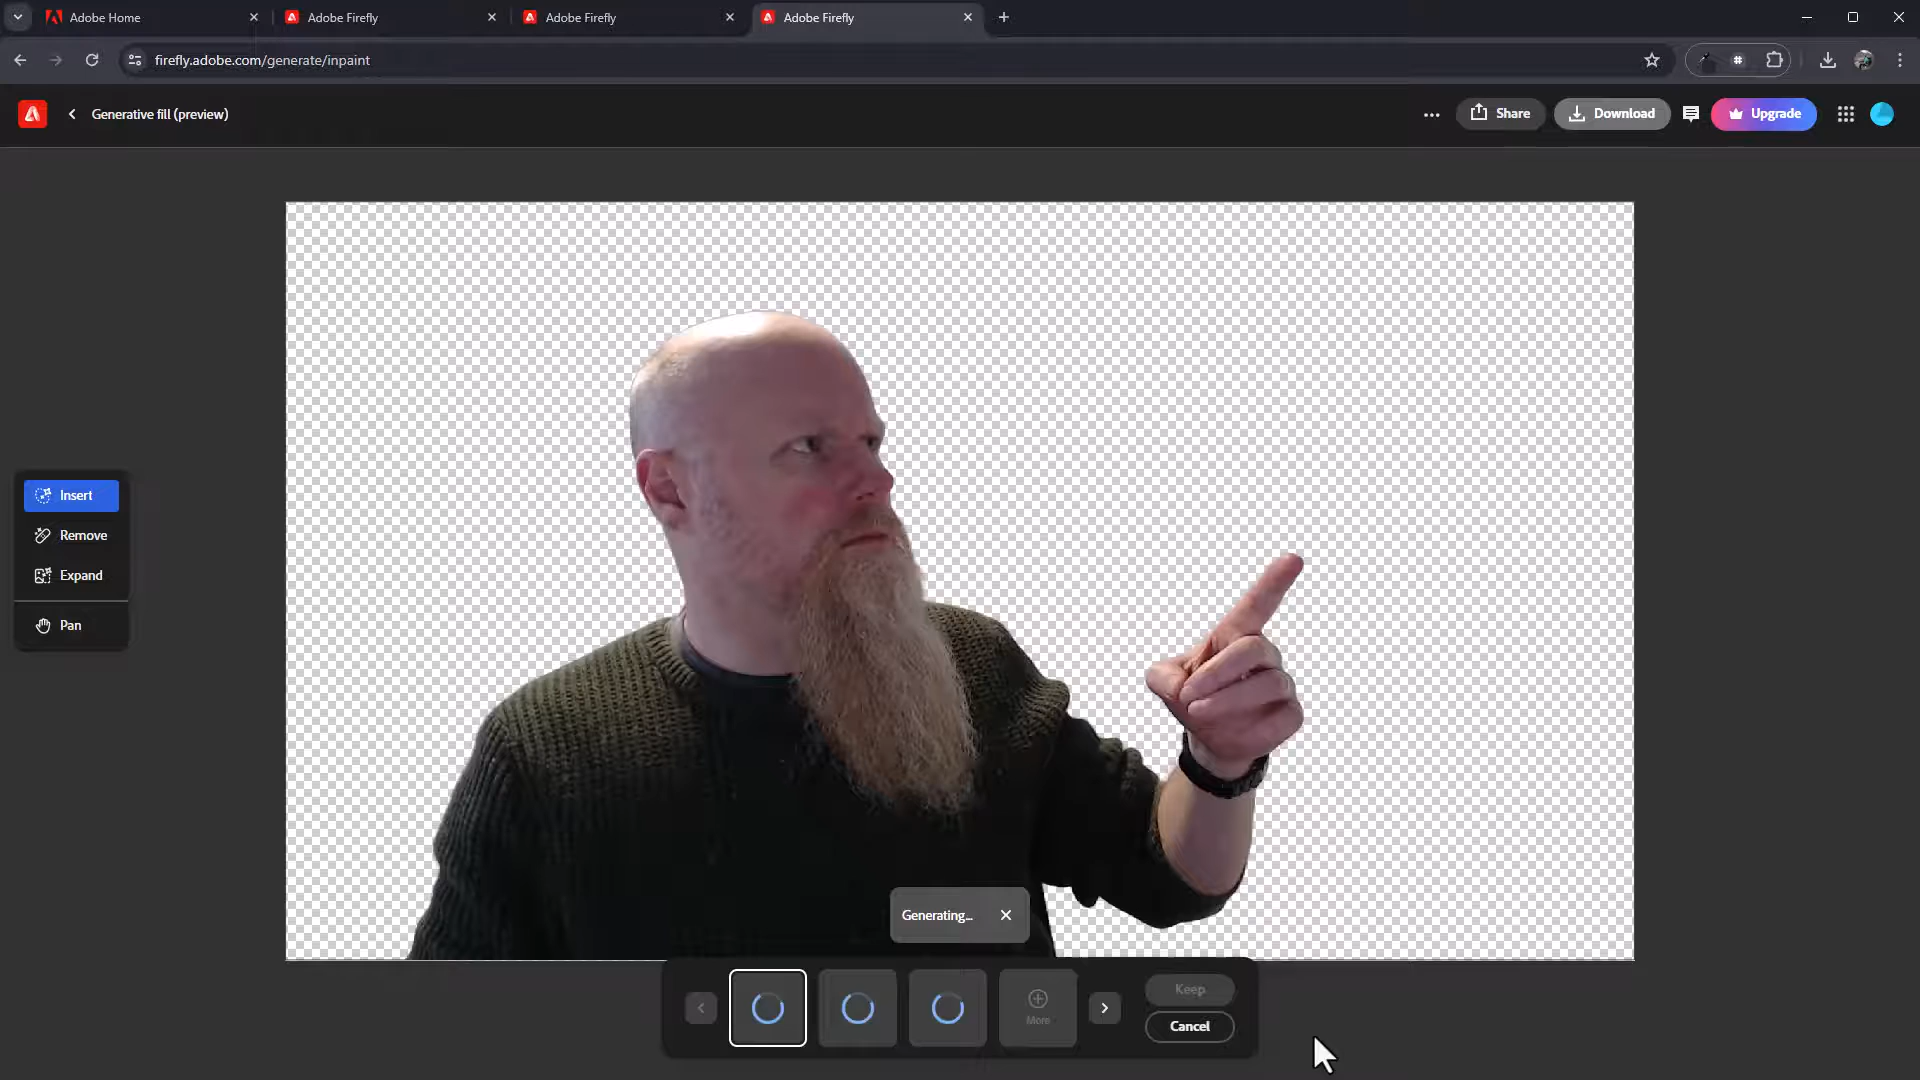 Adobe Home
Adobe Firefly
Adobe Firefly
Adobe Firefly
firefly.adobe.com/generate/inpaint
Generative fill (preview)
Share
Download
Upgrade
Insert
Remove
Expand
Pan
Generating...
More
Keep
Cancel